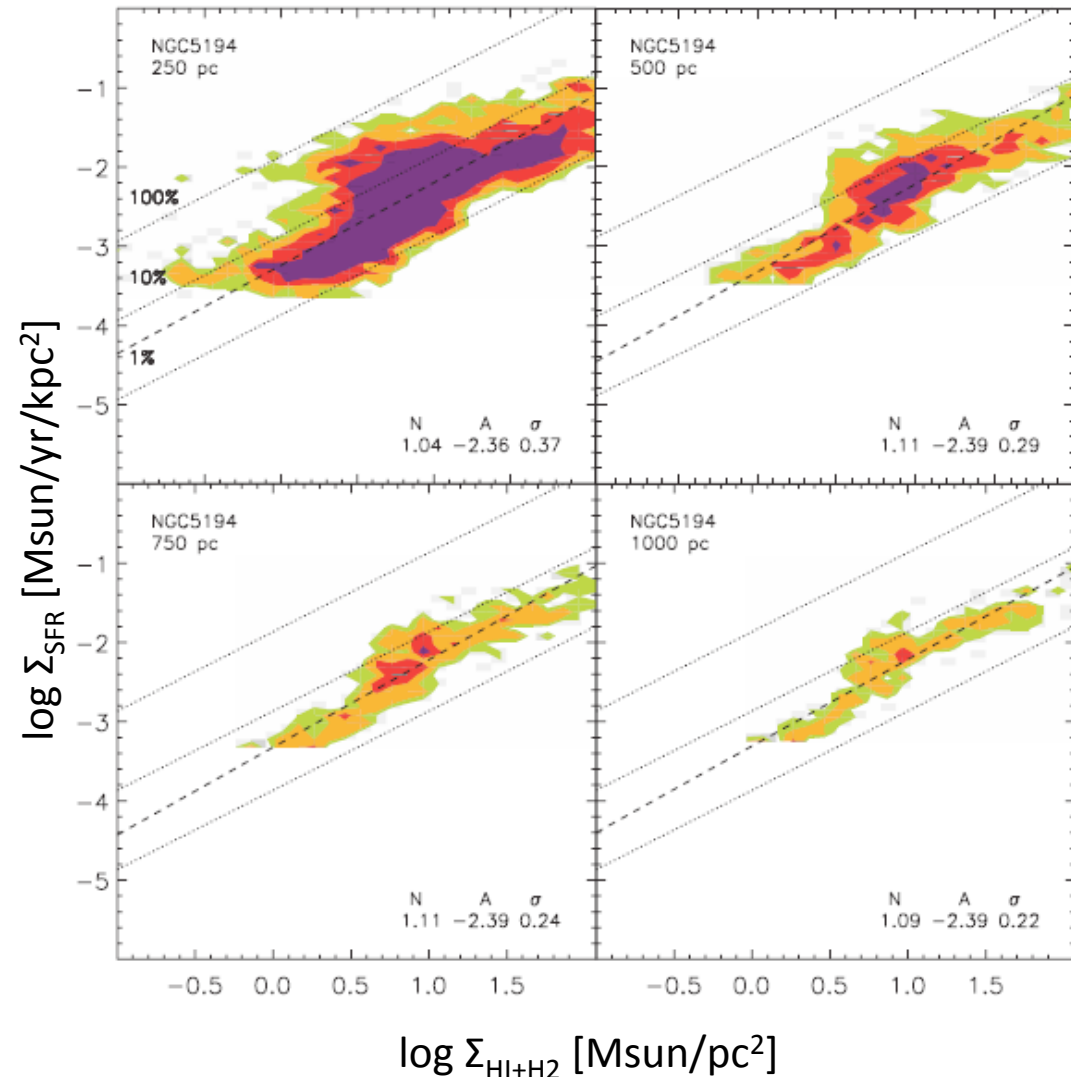 NGC5194
250 pc
100%
10%
1%
N A σ
1.04 −2.36 0.37
NGC5194
500 pc
N A σ
1.11 −2.39 0.29
NGC5194
750 pc
N A σ
1.11 −2.39 0.24
NGC5194
1000 pc
N A σ
1.09 −2.39 0.22
−1
−2
−3
−4
−5
−1
−2
−3
−4
−5
−0.5 0.0 0.5 1.0 1.5
−0.5 0.0 0.5 1.0 1.5
log Σ_SFR [Msun/yr/kpc²]
log Σ_HI+H2 [Msun/pc²]